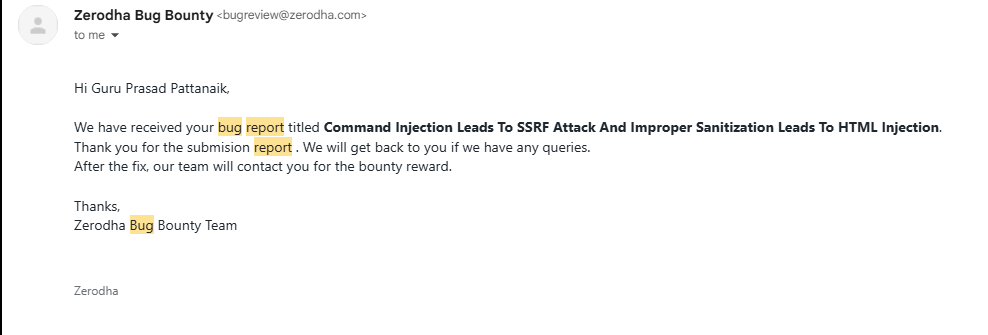 Zerodha Bug Bounty <bugreview@zerodha.com>
to me
Hi Guru Prasad Pattanaik,
We have received your bug report titled Command Injection Leads To SSRF Attack And Improper Sanitization Leads To HTML Injection.
Thank you for the submision report . We will get back to you if we have any queries.
After the fix, our team will contact you for the bounty reward.
Thanks,
Zerodha Bug Bounty Team
Zerodha